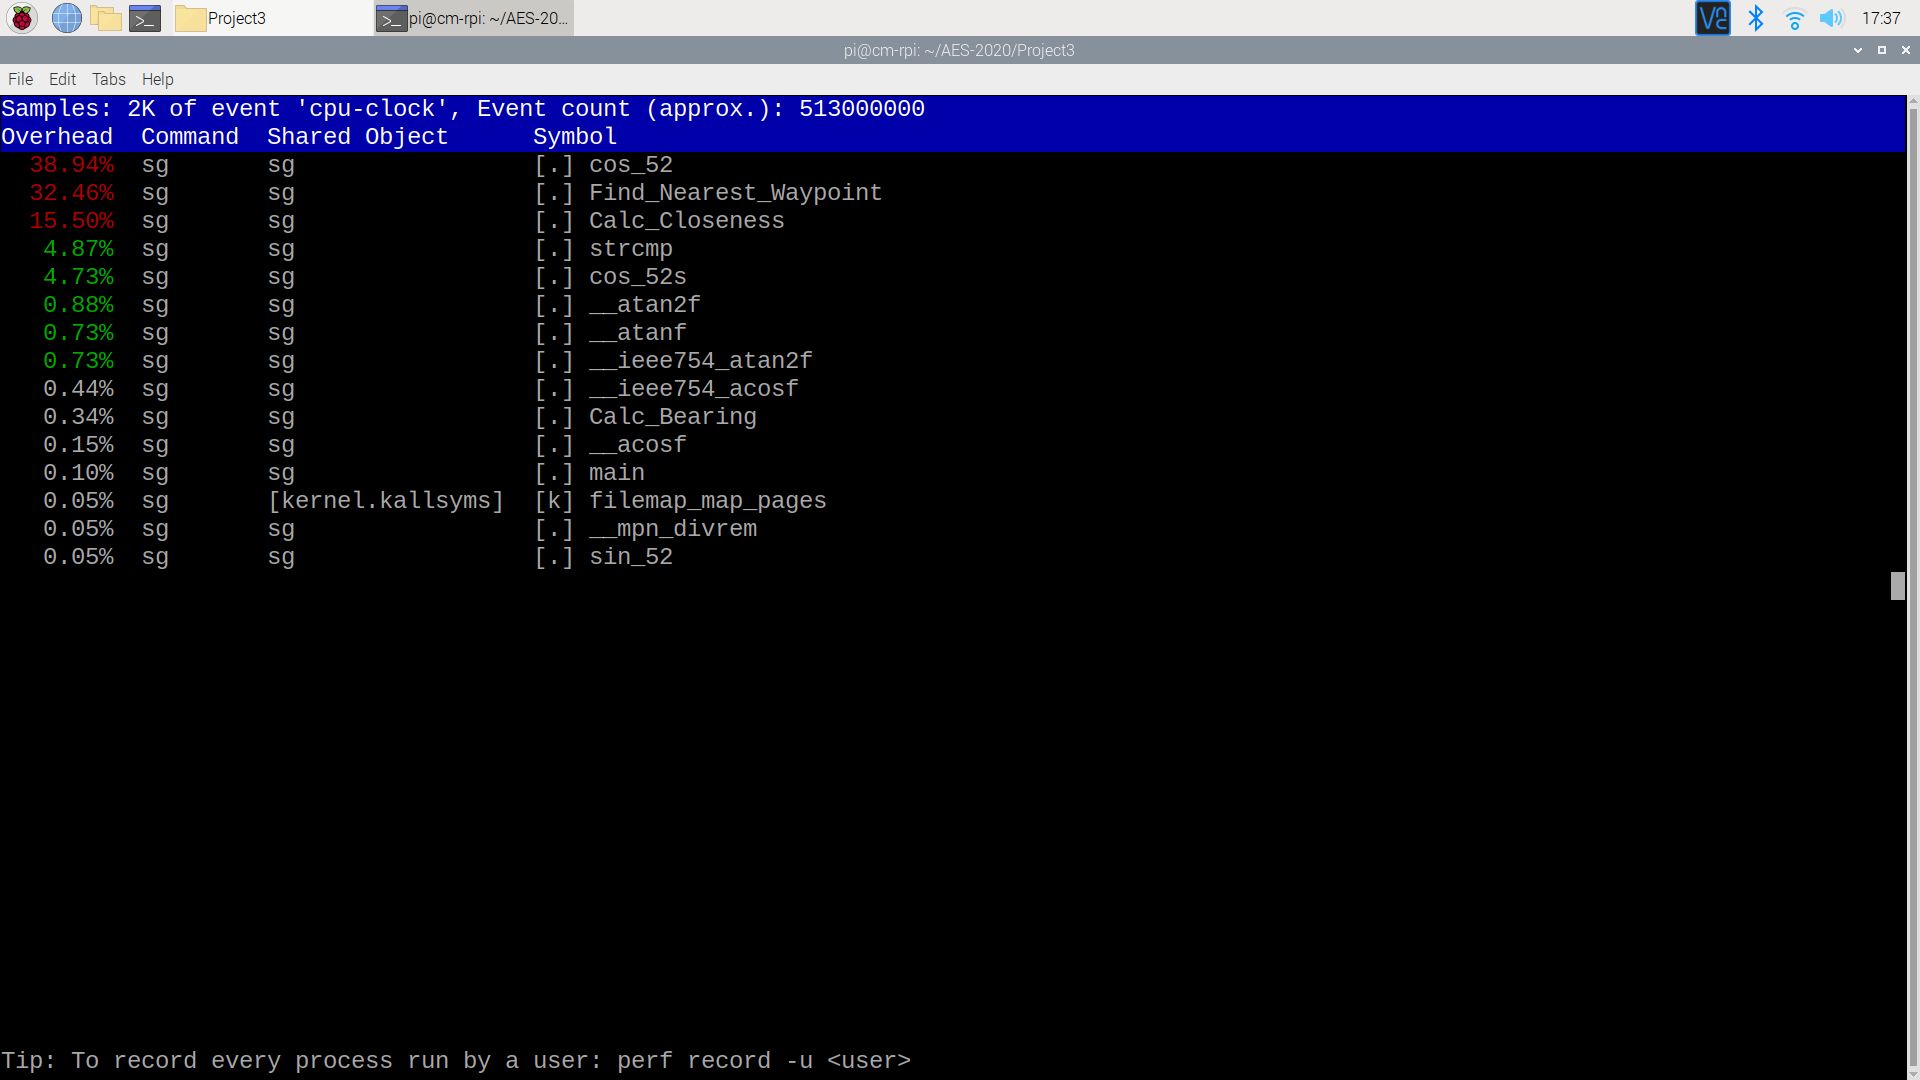 Project3
pi@cm-rpi: ~/AES-20...
17:37
pi@cm-rpi: ~/AES-2020/Project3
File Edit Tabs Help
Samples: 2K of event 'cpu-clock', Event count (approx.): 513000000
Overhead  Command  Shared Object      Symbol
38.94%  sg       sg                 [.] cos_52
32.46%  sg       sg                 [.] Find_Nearest_Waypoint
15.50%  sg       sg                 [.] Calc_Closeness
4.87%  sg       sg                 [.] strcmp
4.73%  sg       sg                 [.] cos_52s
0.88%  sg       sg                 [.] __atan2f
0.73%  sg       sg                 [.] __atanf
0.73%  sg       sg                 [.] __ieee754_atan2f
0.44%  sg       sg                 [.] __ieee754_acosf
0.34%  sg       sg                 [.] Calc_Bearing
0.15%  sg       sg                 [.] __acosf
0.10%  sg       sg                 [.] main
0.05%  sg       [kernel.kallsyms]  [k] filemap_map_pages
0.05%  sg       sg                 [.] __mpn_divrem
0.05%  sg       sg                 [.] sin_52
Tip: To record every process run by a user: perf record -u <user>